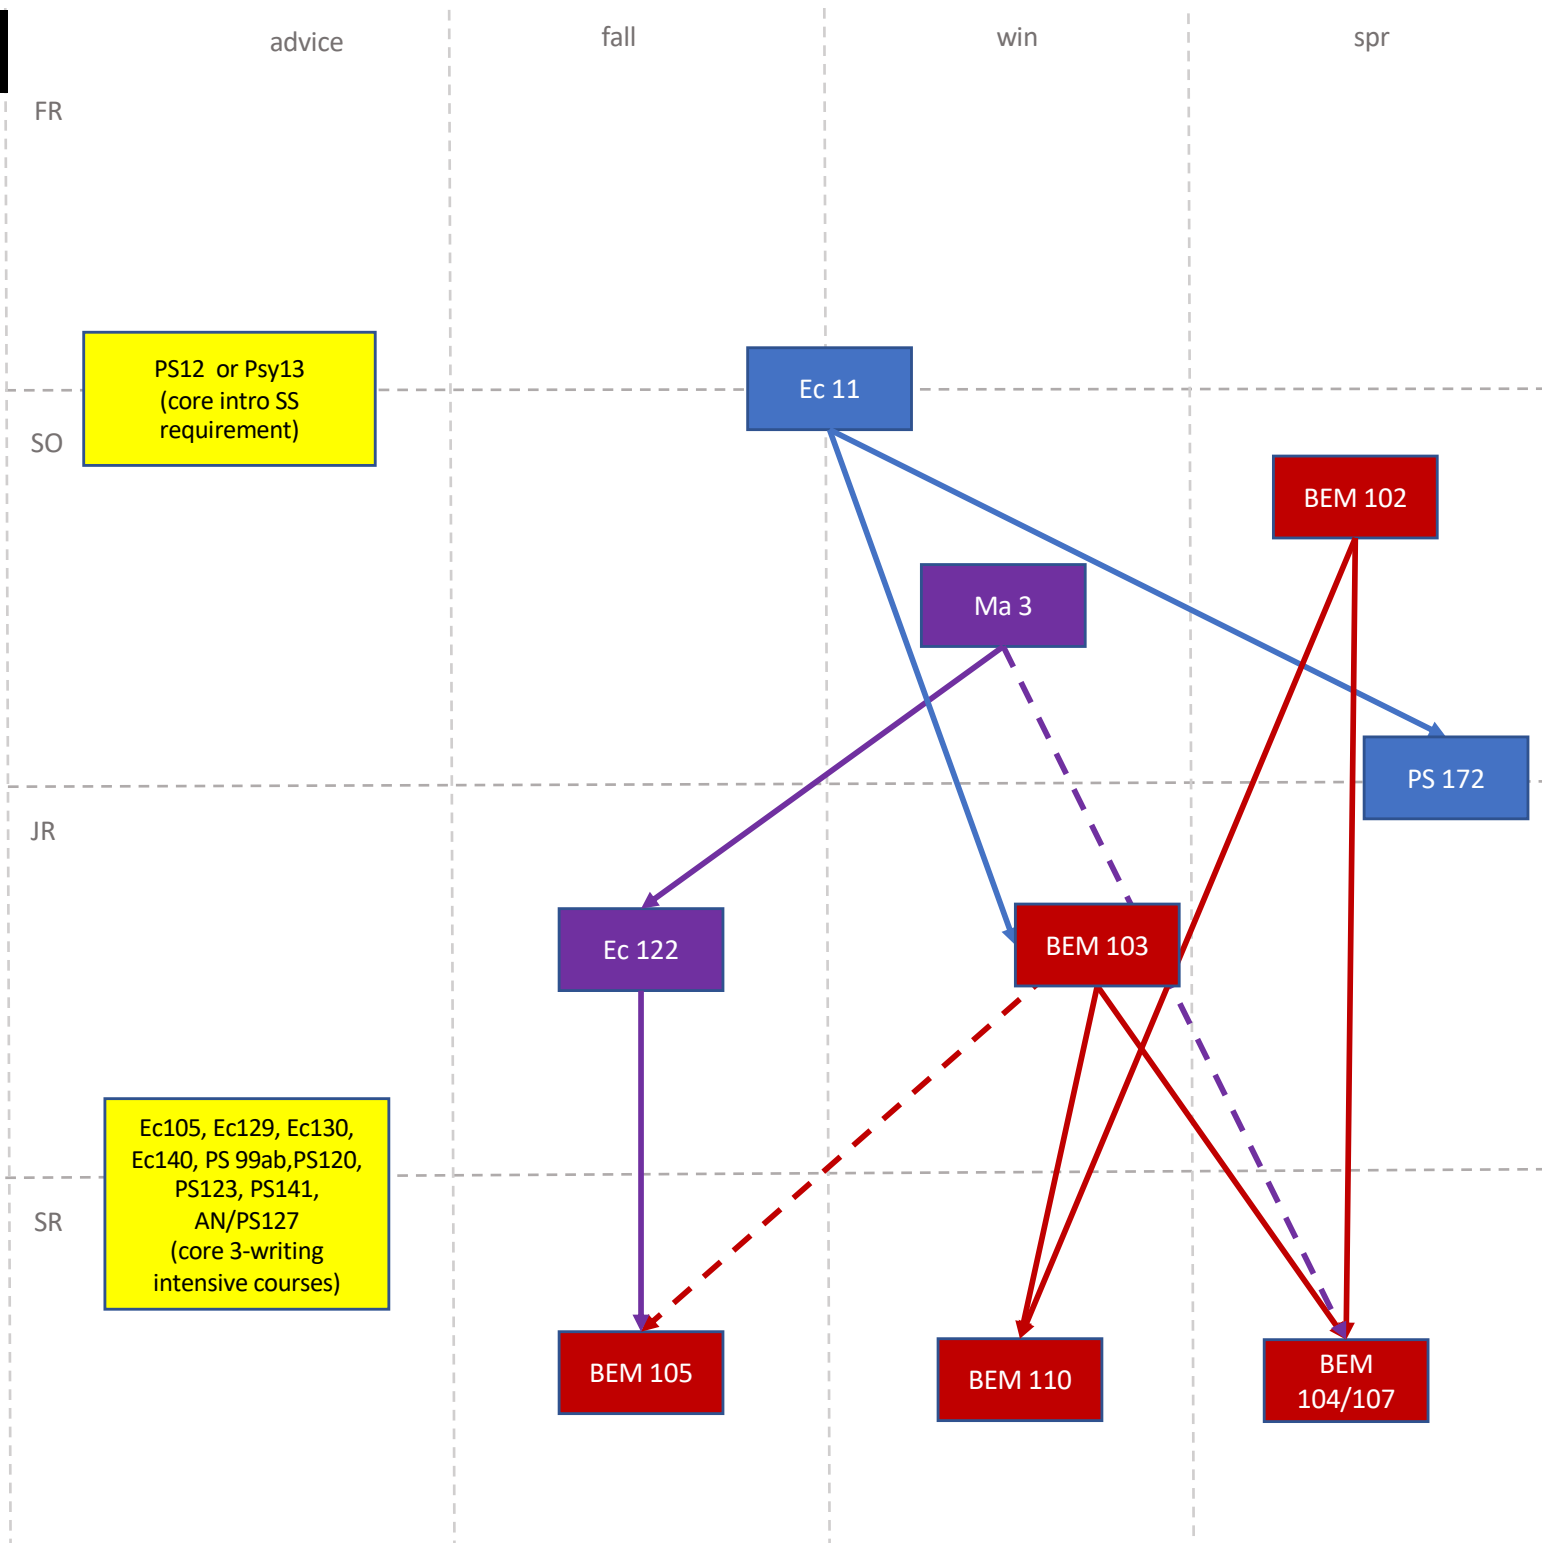 advice
fall
win
spr
FR
PS12  or Psy13
(core intro SS
requirement)
Ec 11
SO
BEM 102
Ma 3
PS 172
JR
Ec 122
BEM 103
Ec105, Ec129, Ec130,
Ec140, PS 99ab,PS120,
PS123, PS141,
AN/PS127
(core 3-writing
intensive courses)
SR
BEM 105
BEM 110
BEM
104/107